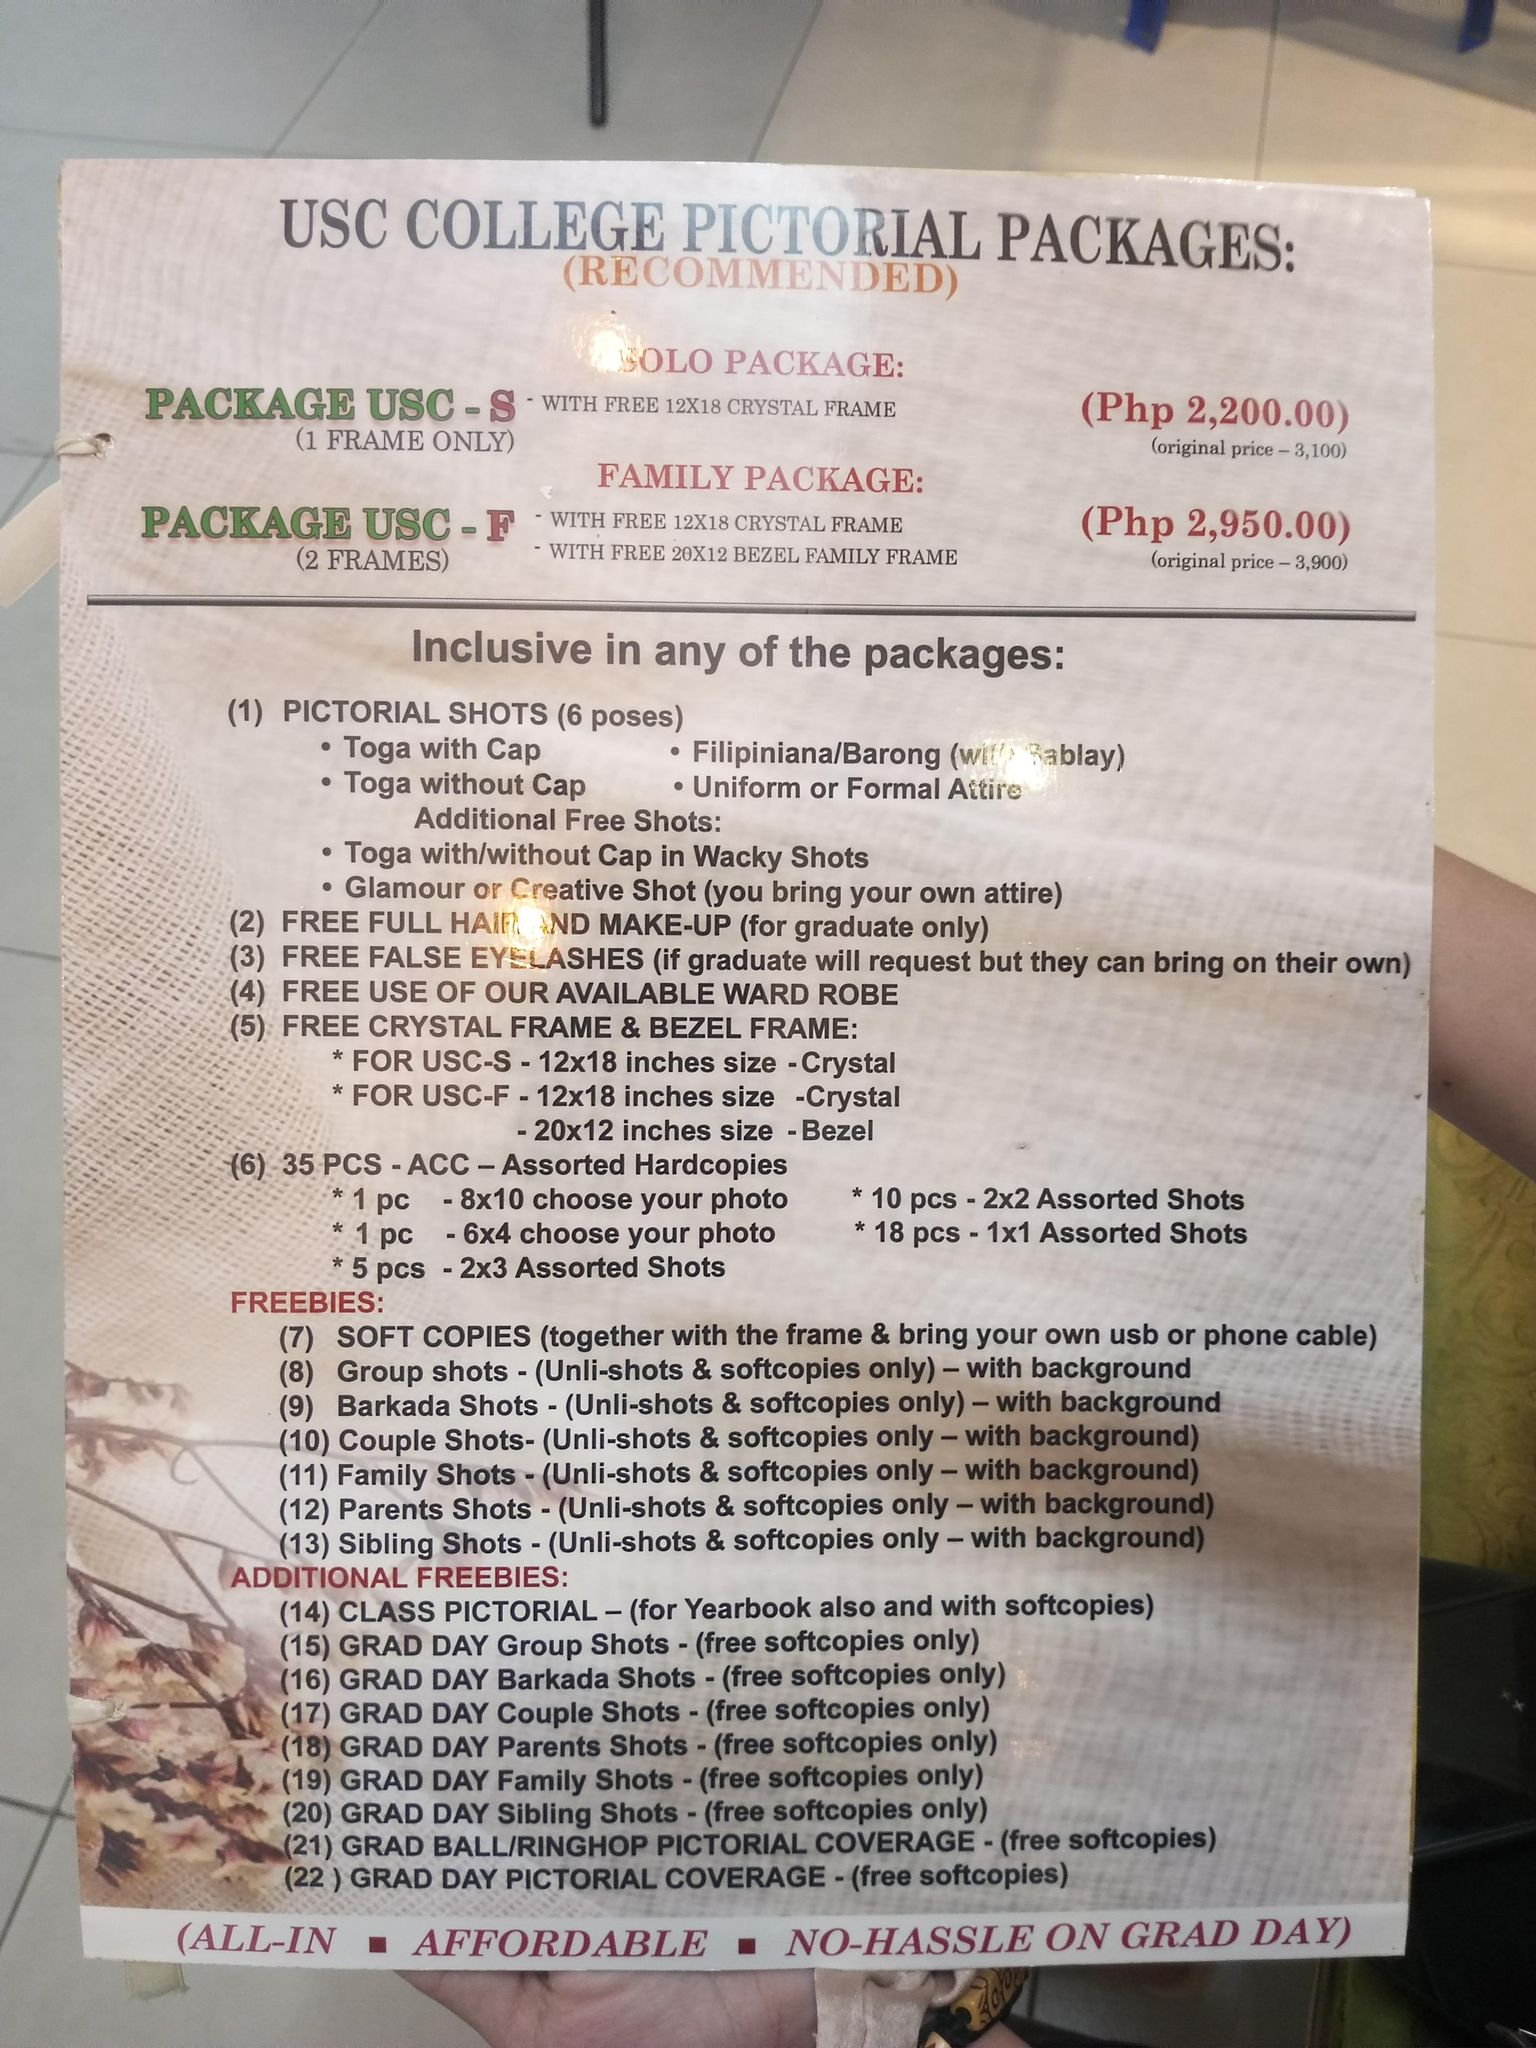 USC COLLEGE PICTORIAL PACKAGES:
(RECOMMENDED)
SOLO PACKAGE:
PACKAGE USC - S - WITH FREE 12X18 CRYSTAL FRAME (Php 2,200.00)
(1 FRAME ONLY) (original price – 3,100)
FAMILY PACKAGE:
PACKAGE USC - F - WITH FREE 12X18 CRYSTAL FRAME (Php 2,950.00)
(2 FRAMES) - WITH FREE 20X12 BEZEL FAMILY FRAME (original price – 3,900)
Inclusive in any of the packages:
(1) PICTORIAL SHOTS (6 poses)
• Toga with Cap • Filipiniana/Barong (with Sablay)
• Toga without Cap • Uniform or Formal Attire
Additional Free Shots:
• Toga with/without Cap in Wacky Shots
• Glamour or Creative Shot (you bring your own attire)
(2) FREE FULL HAIR AND MAKE-UP (for graduate only)
(3) FREE FALSE EYELASHES (if graduate will request but they can bring on their own)
(4) FREE USE OF OUR AVAILABLE WARD ROBE
(5) FREE CRYSTAL FRAME & BEZEL FRAME:
* FOR USC-S - 12x18 inches size - Crystal
* FOR USC-F - 12x18 inches size -Crystal
- 20x12 inches size - Bezel
(6) 35 PCS - ACC – Assorted Hardcopies
* 1 pc - 8x10 choose your photo * 10 pcs - 2x2 Assorted Shots
* 1 pc - 6x4 choose your photo * 18 pcs - 1x1 Assorted Shots
* 5 pcs - 2x3 Assorted Shots
FREEBIES:
(7) SOFT COPIES (together with the frame & bring your own usb or phone cable)
(8) Group shots - (Unli-shots & softcopies only) – with background
(9) Barkada Shots - (Unli-shots & softcopies only) – with background
(10) Couple Shots- (Unli-shots & softcopies only – with background)
(11) Family Shots - (Unli-shots & softcopies only – with background)
(12) Parents Shots - (Unli-shots & softcopies only – with background)
(13) Sibling Shots - (Unli-shots & softcopies only – with background)
ADDITIONAL FREEBIES:
(14) CLASS PICTORIAL – (for Yearbook also and with softcopies)
(15) GRAD DAY Group Shots - (free softcopies only)
(16) GRAD DAY Barkada Shots - (free softcopies only)
(17) GRAD DAY Couple Shots - (free softcopies only)
(18) GRAD DAY Parents Shots - (free softcopies only)
(19) GRAD DAY Family Shots - (free softcopies only)
(20) GRAD DAY Sibling Shots - (free softcopies only)
(21) GRAD BALL/RINGHOP PICTORIAL COVERAGE - (free softcopies)
(22 ) GRAD DAY PICTORIAL COVERAGE - (free softcopies)
(ALL-IN ■ AFFORDABLE ■ NO-HASSLE ON GRAD DAY)